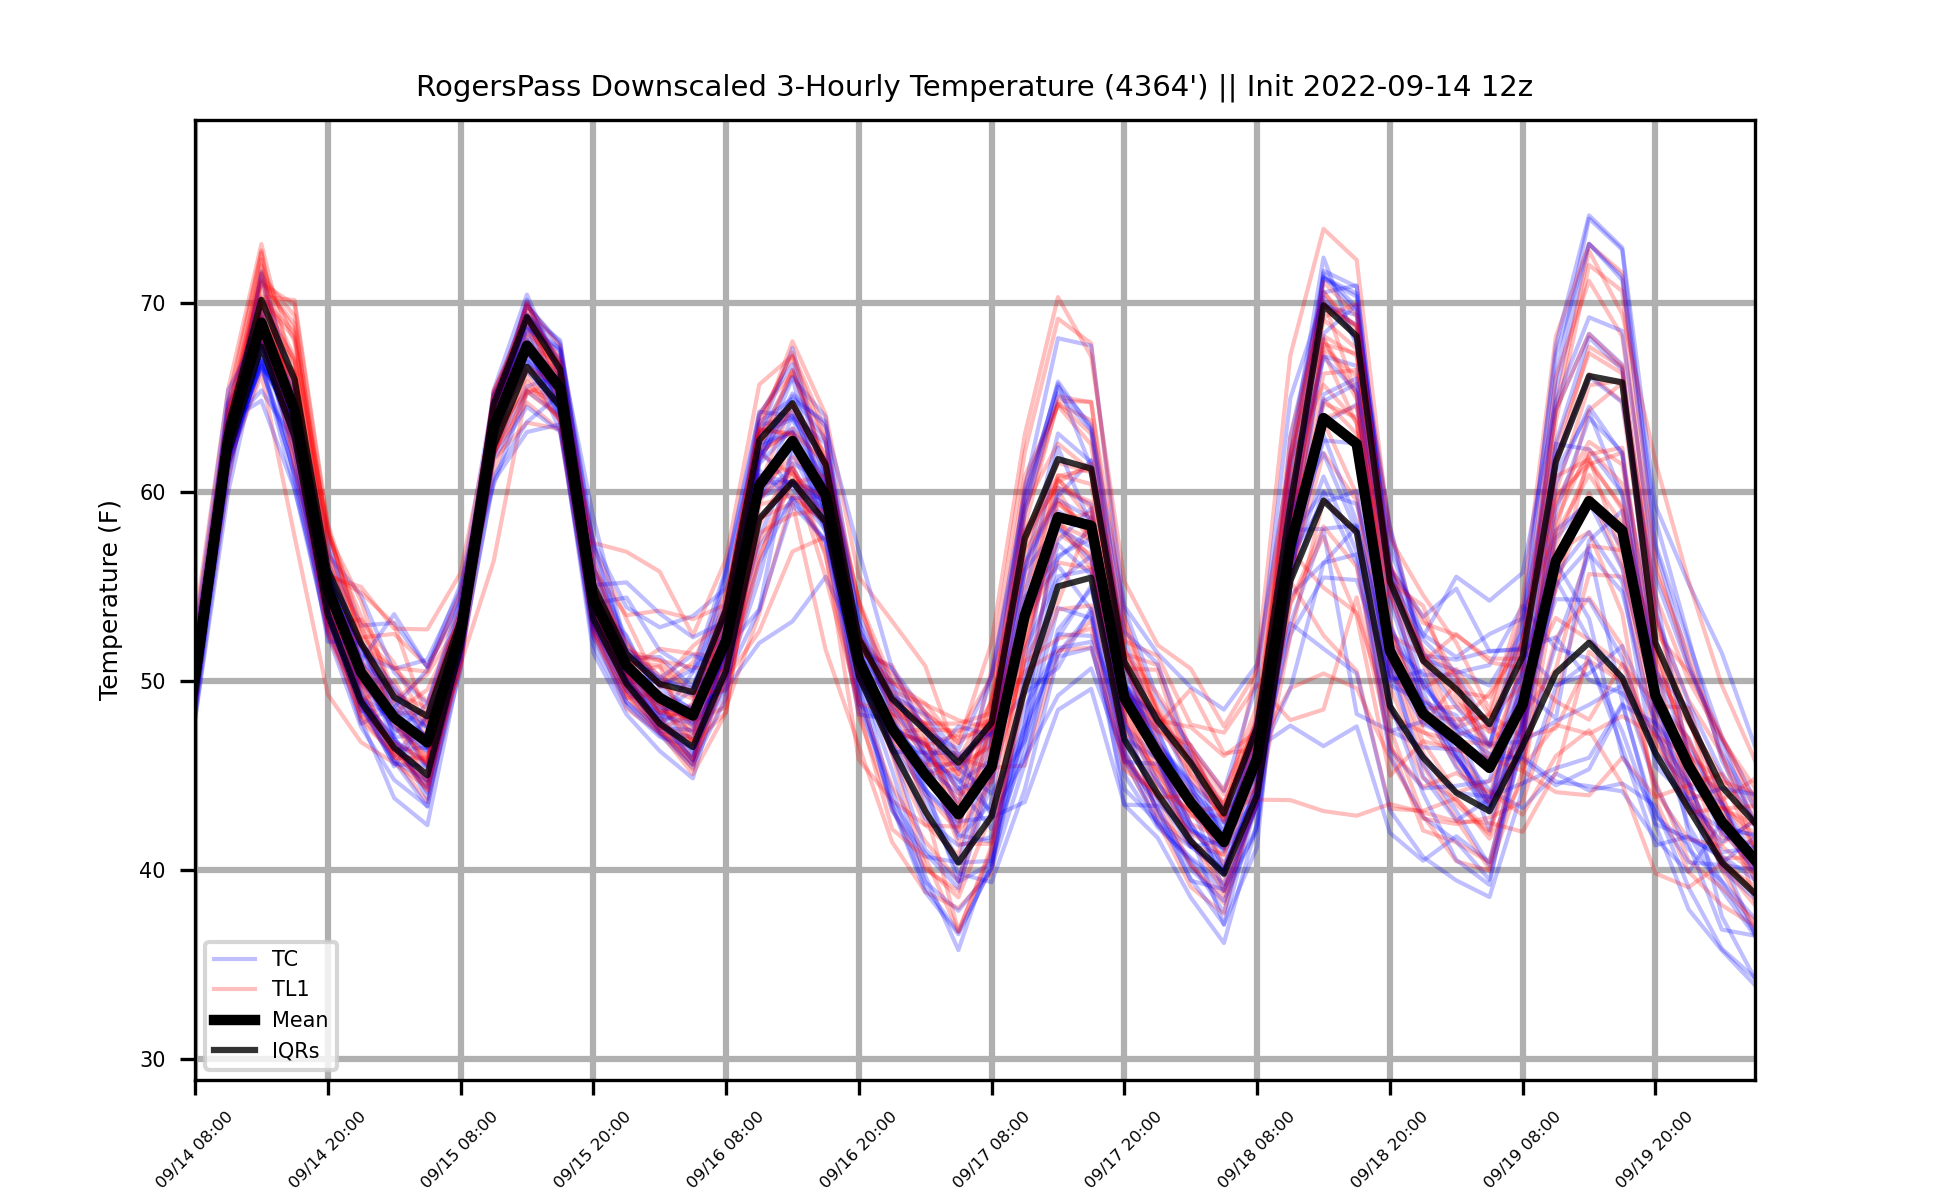 RogersPass Downscaled 3-Hourly Temperature (4364') || Init 2022-09-14 12z
Temperature (F)
70
60
50
40
30
TC
TL1
Mean
IQRs
09/14 08:00
09/14 20:00
09/15 08:00
09/15 20:00
09/16 08:00
09/16 20:00
09/17 08:00
09/17 20:00
09/18 08:00
09/18 20:00
09/19 08:00
09/19 20:00